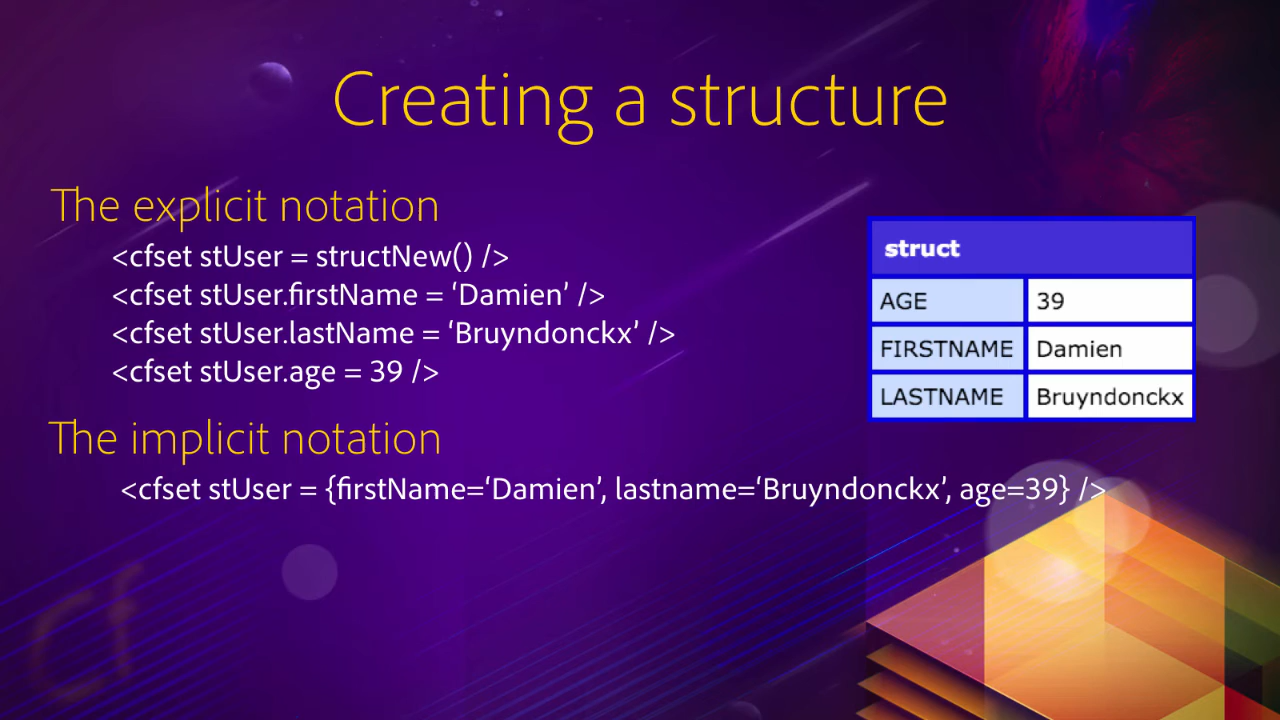 Creating a structure
The explicit notation
<cfset stUser = structNew() />
<cfset stUser.firstName = ‘Damien’ />
<cfset stUser.lastName = ‘Bruyndonckx’ />
<cfset stUser.age = 39 />
struct
AGE 39
FIRSTNAME Damien
LASTNAME Bruyndonckx
The implicit notation
<cfset stUser = {firstName=‘Damien’, lastname=‘Bruyndonckx’, age=39} />
Cf